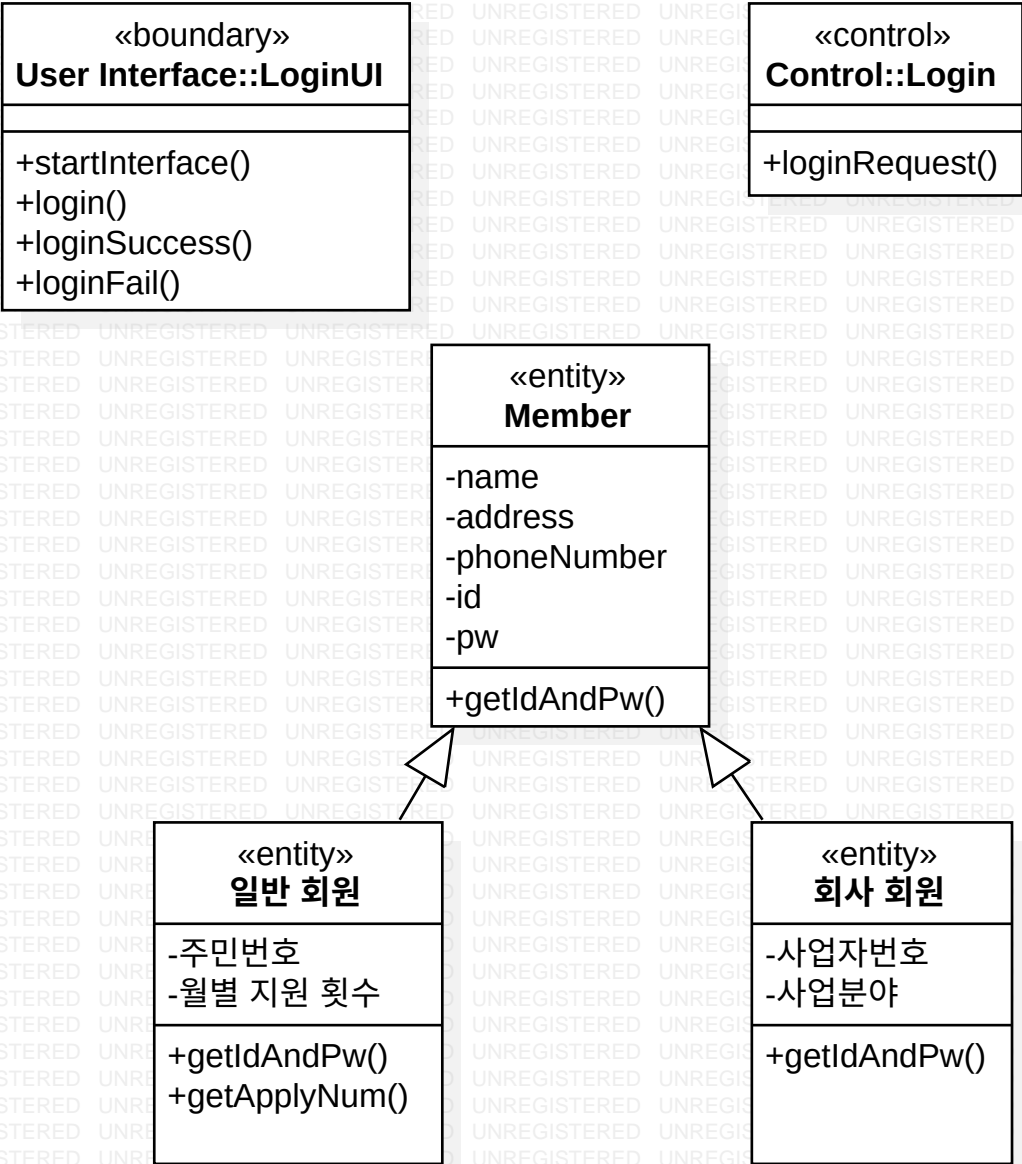 «boundary»
User Interface::LoginUI
+startInterface()
+login()
+loginSuccess()
+loginFail()
«control»
Control::Login
+loginRequest()
«entity»
Member
-name
-address
-phoneNumber
-id
-pw
+getIdAndPw()
«entity»
일반 회원
-주민번호
-월별 지원 횟수
+getIdAndPw()
+getApplyNum()
«entity»
회사 회원
-사업자번호
-사업분야
+getIdAndPw()
UNREGISTERED